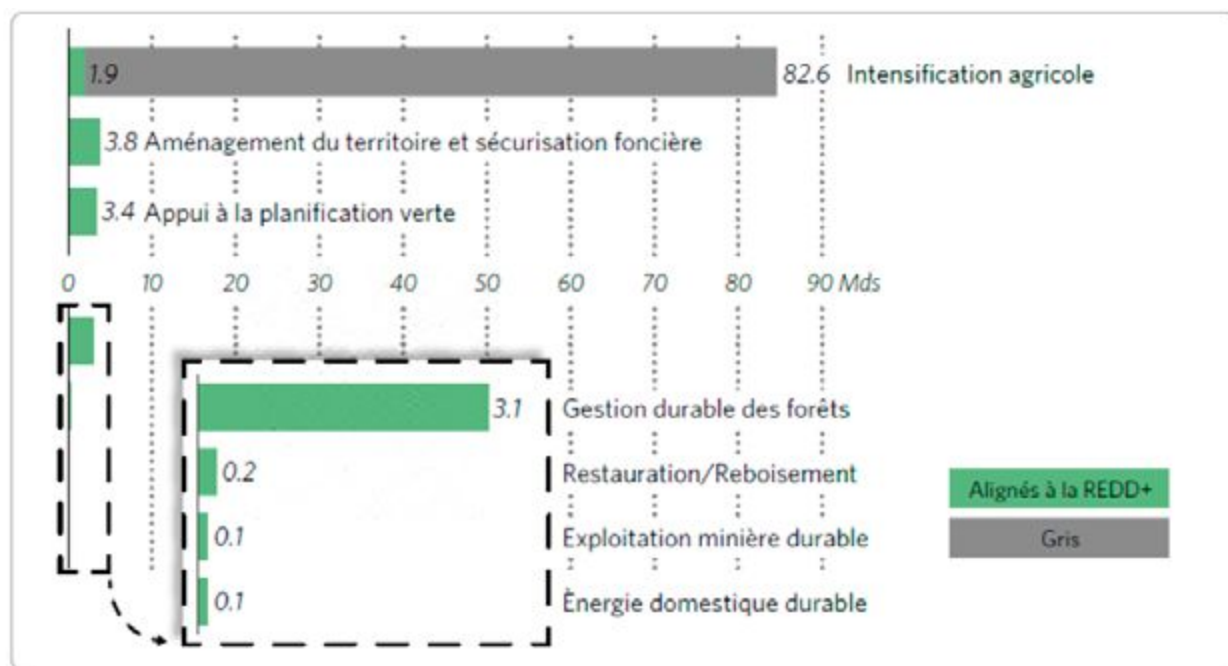 1.9 82.6 Intensification agricole
3.8 Aménagement du territoire et sécurisation foncière
3.4 Appui à la planification verte
0 10 20 30 40 50 60 70 80 90 Mds
3.1 Gestion durable des forêts
0.2 Restauration/Reboisement
Alignés à la REDD+
0.1 Exploitation minière durable
Gris
0.1 Ènergie domestique durable